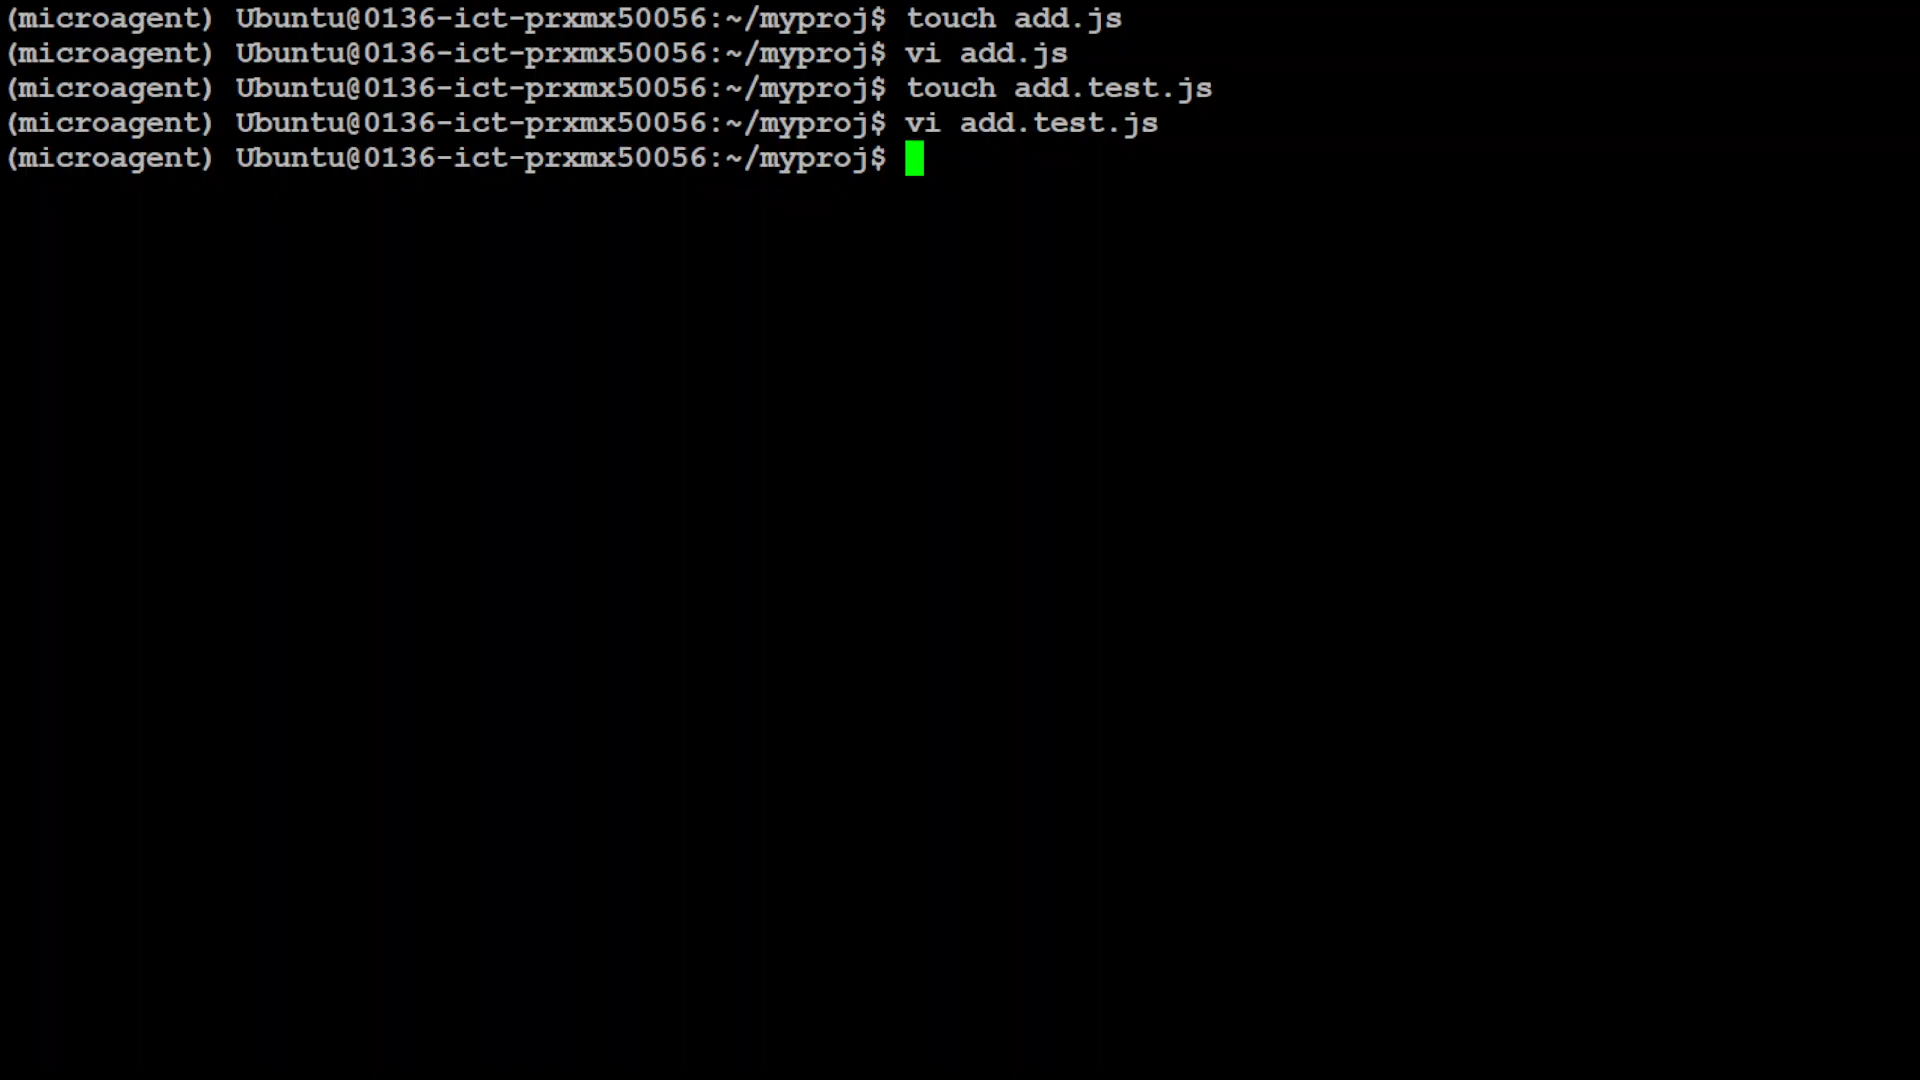 (microagent) Ubuntu@0136-ict-prxmx50056:~/myproj$ touch add.js
(microagent) Ubuntu@0136-ict-prxmx50056:~/myproj$ vi add.js
(microagent) Ubuntu@0136-ict-prxmx50056:~/myproj$ touch add.test.js
(microagent) Ubuntu@0136-ict-prxmx50056:~/myproj$ vi add.test.js
(microagent) Ubuntu@0136-ict-prxmx50056:~/myproj$